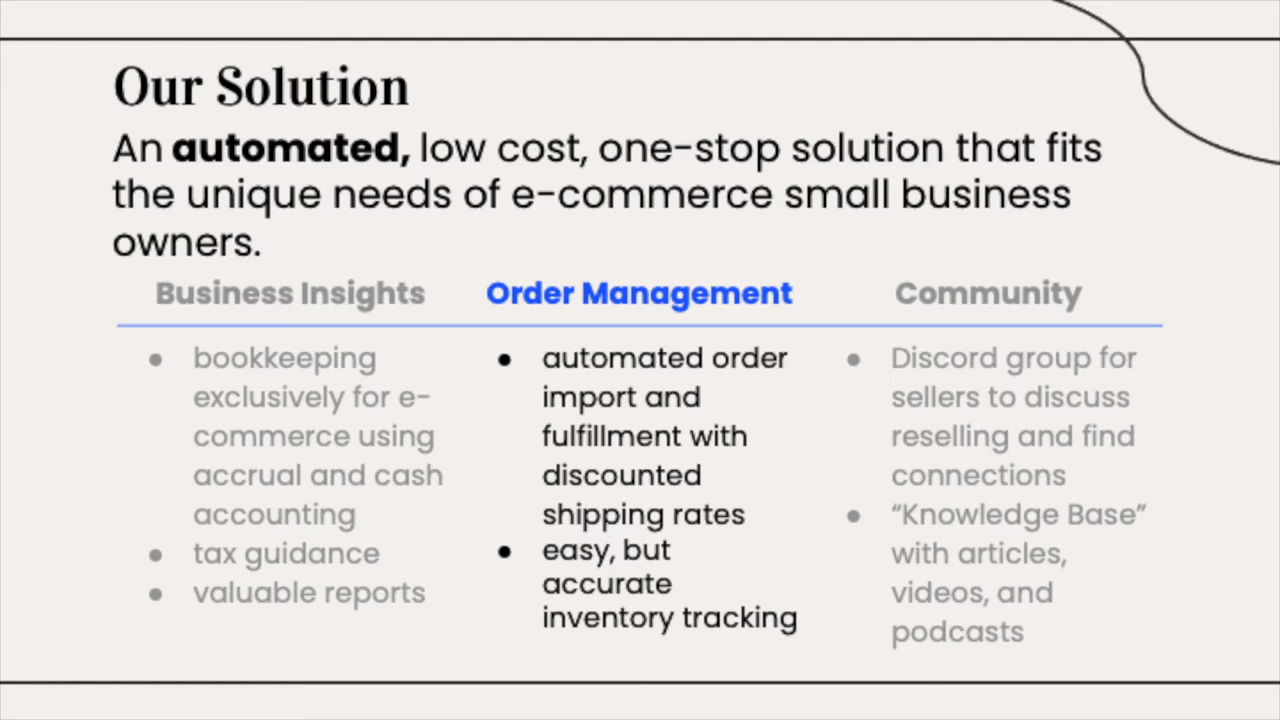 Our Solution
An automated, low cost, one-stop solution that fits
the unique needs of e-commerce small business
owners.
Business Insights
• bookkeeping
exclusively for e-
commerce using
accrual and cash
accounting
• tax guidance
• valuable reports
Order Management
• automated order
import and
fulfillment with
discounted
shipping rates
• easy, but
accurate
inventory tracking
Community
• Discord group for
sellers to discuss
reselling and find
connections
• “Knowledge Base”
with articles,
videos, and
podcasts